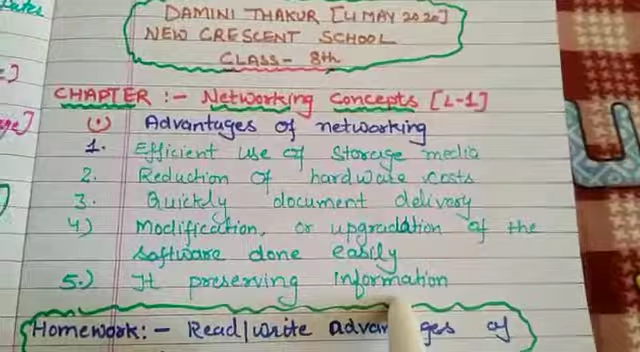 DAMINI THAKUR [4 MAY 2020]
NEW CRESCENT SCHOOL
CLASS- 8th
CHAPTER :- Networking Concepts [L-1]
(i) Advantages of networking
1. Efficient use of storage media
2. Reduction of hardware costs
3. Quickly document delivery
4) Modification, or upgradation of the
software done easily
5.) It preserving information
Homework:- Read/write advantages of